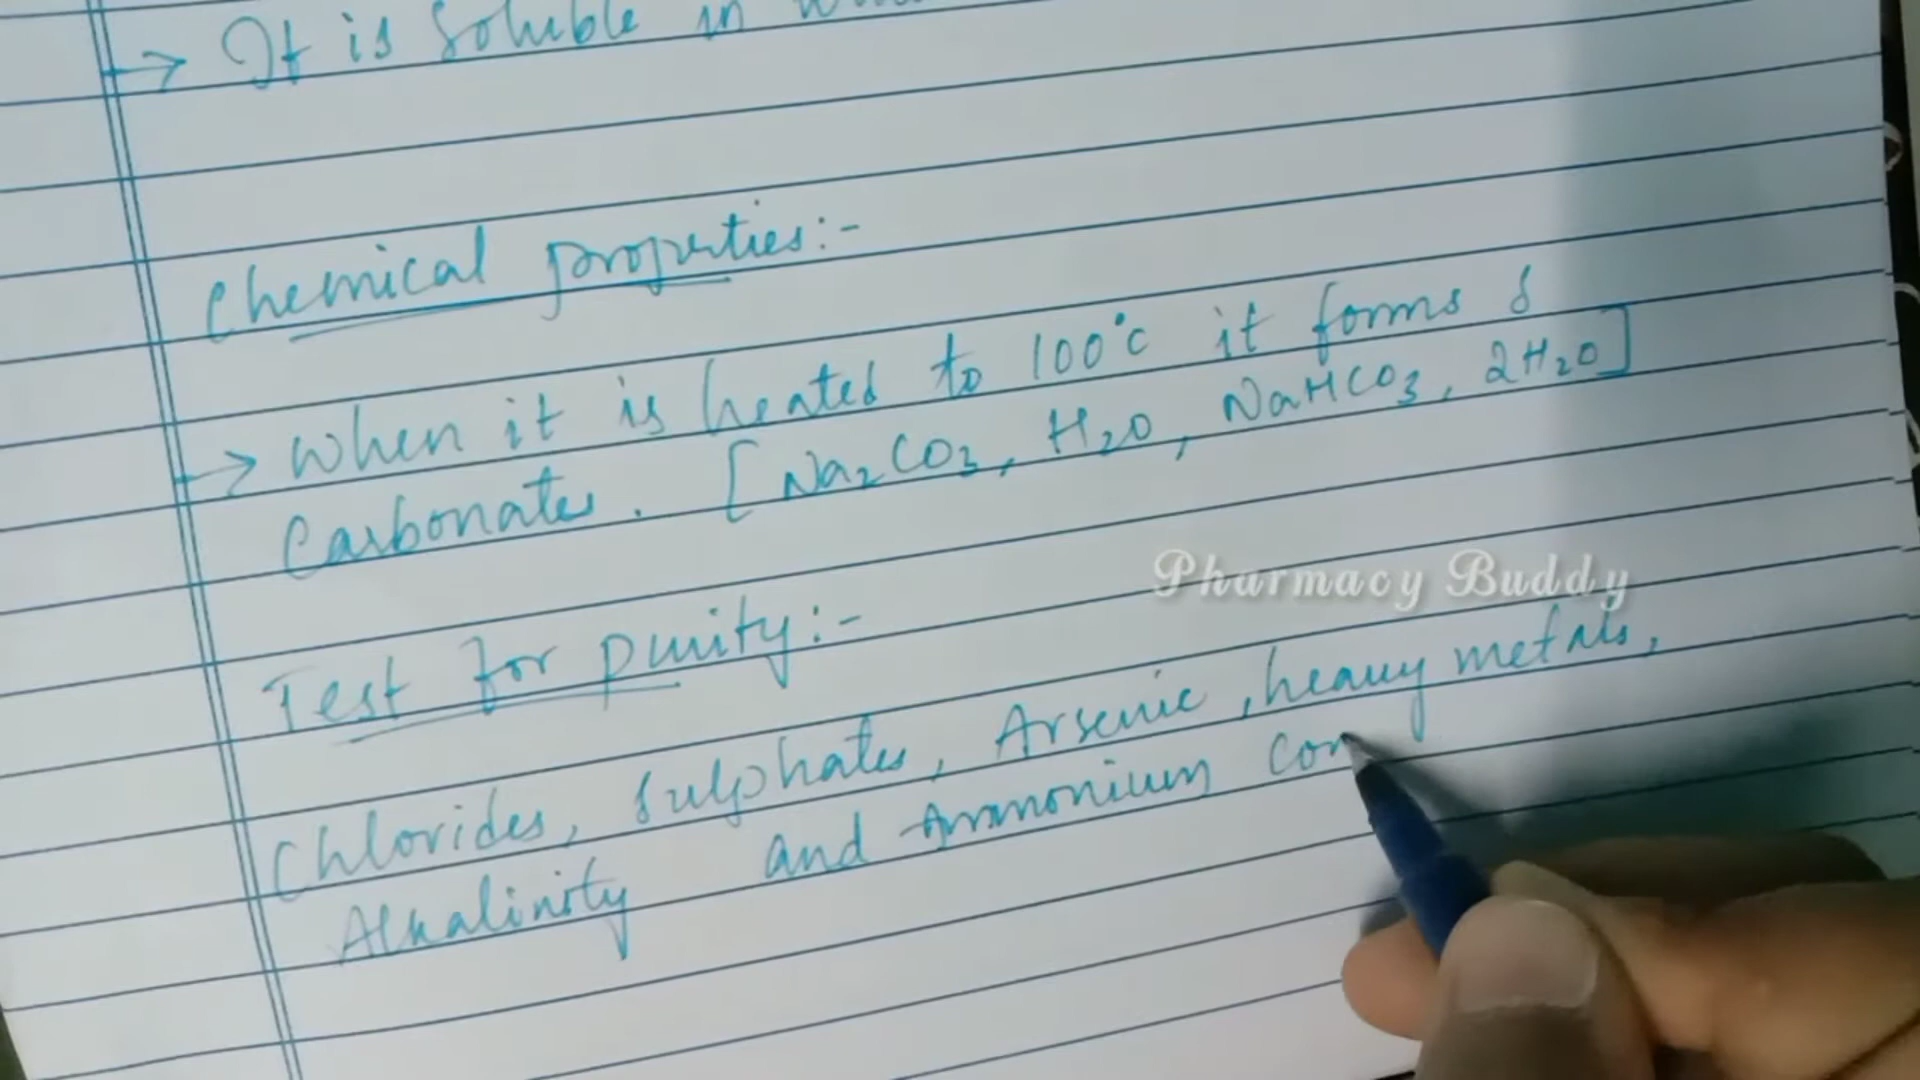 → It is soluble in
Chemical properties:-
→ When it is heated to 100°c it forms &
Carbonates. [Na₂CO₃, H₂O, NaHCO₃, 2H₂O]
Pharmacy Buddy
Test for purity:-
Chlorides, Sulphates, Arsenic, heavy metals,
Alkalinity and Ammonium com